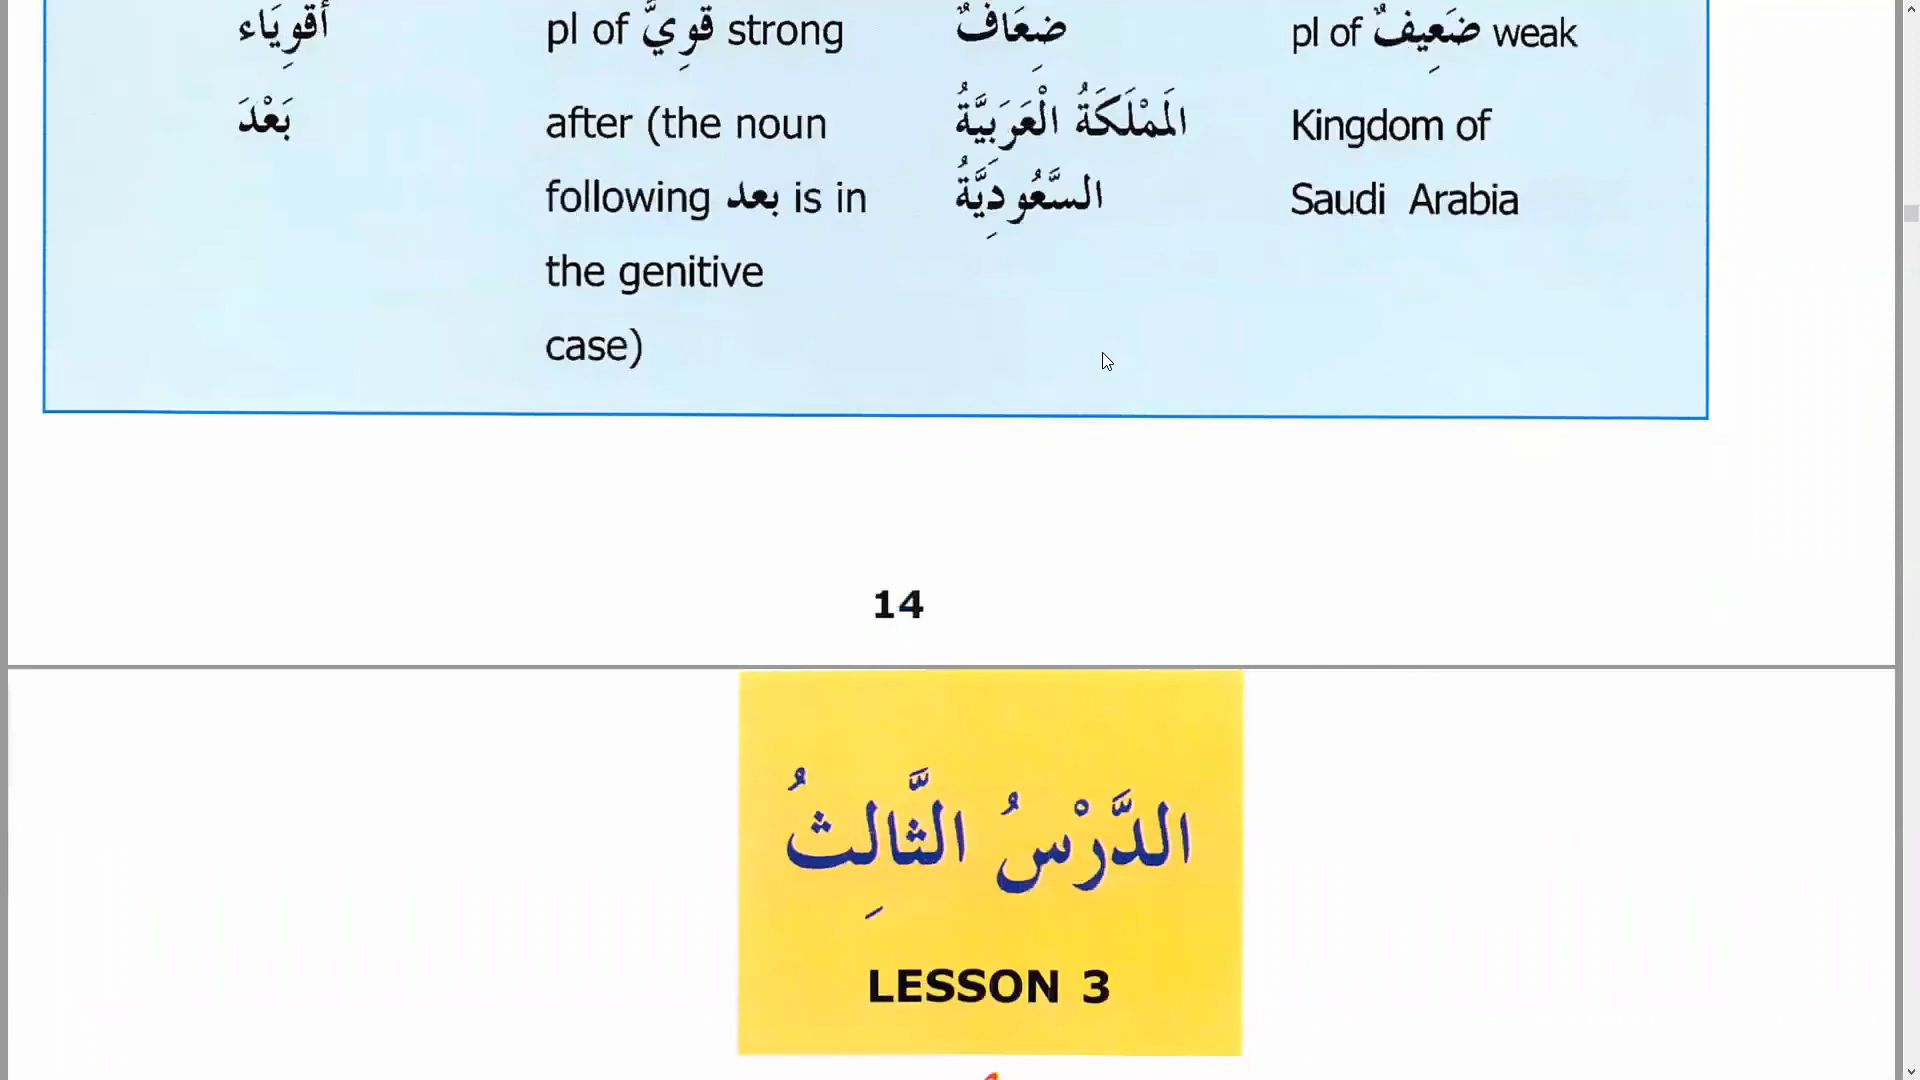 أَقْوِيَاء pl of قَوِيٌّ strong ضِعَافٌ pl of ضَعِيفٌ weak
بَعْدَ after (the noun المَمْلَكَةُ الْعَرَبِيَّةُ Kingdom of
following بعد is in السَّعُودِيَّةُ Saudi Arabia
the genitive
case)
14
الدَّرْسُ الثَّالِثُ
LESSON 3